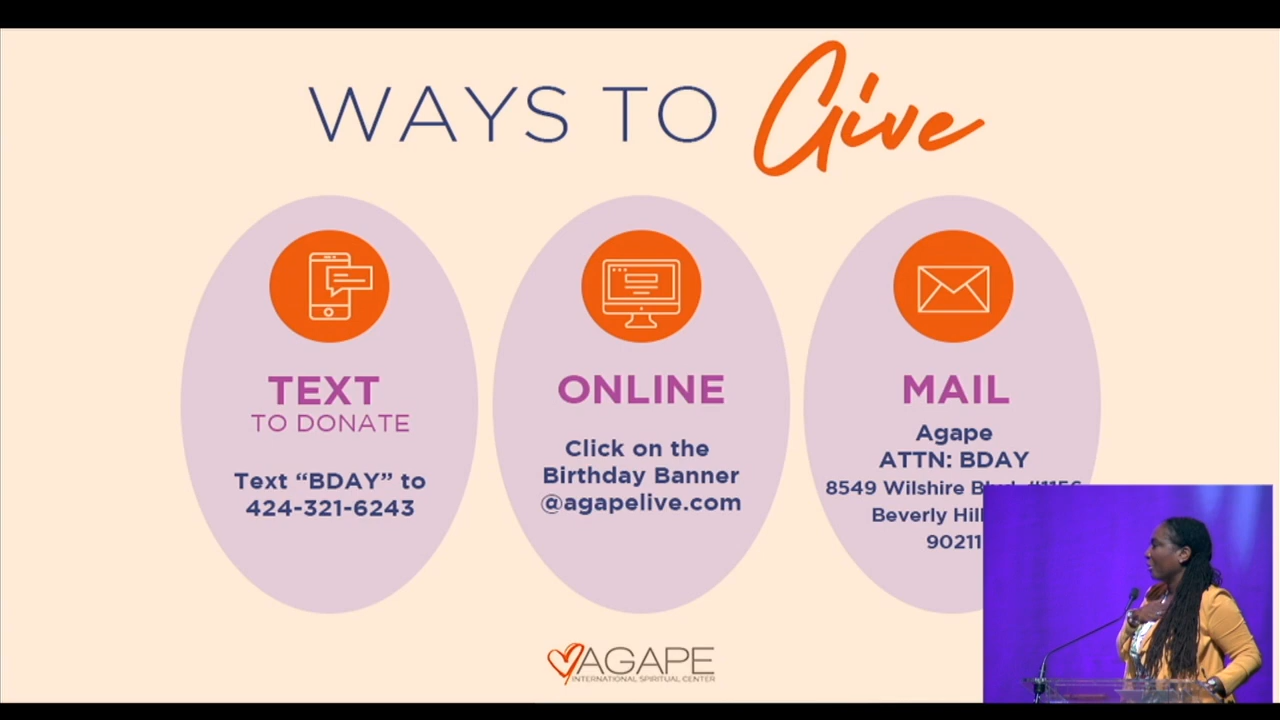 WAYS TO Give
TEXT
TO DONATE
Text “BDAY” to
424-321-6243
ONLINE
Click on the
Birthday Banner
@agapelive.com
MAIL
Agape
ATTN: BDAY
8549 Wilshire
Beverly
90211
AGAPE
INTERNATIONAL SPIRITUAL CENTER